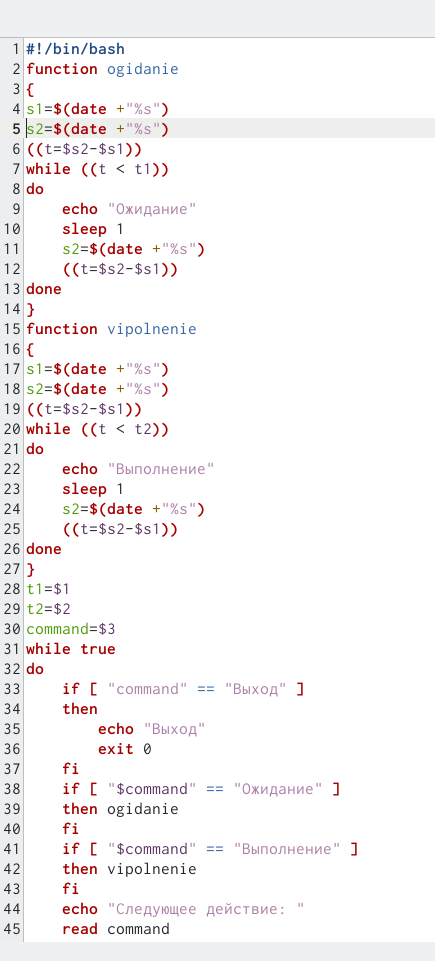 1 #!/bin/bash
2 function ogidanie
3 {
4 s1=$(date +"%s")
5 s2=$(date +"%s")
6 ((t=$s2-$s1))
7 while ((t < t1))
8 do
9     echo "Ожидание"
10     sleep 1
11     s2=$(date +"%s")
12     ((t=$s2-$s1))
13 done
14 }
15 function vipolnenie
16 {
17 s1=$(date +"%s")
18 s2=$(date +"%s")
19 ((t=$s2-$s1))
20 while ((t < t2))
21 do
22     echo "Выполнение"
23     sleep 1
24     s2=$(date +"%s")
25     ((t=$s2-$s1))
26 done
27 }
28 t1=$1
29 t2=$2
30 command=$3
31 while true
32 do
33     if [ "command" == "Выход" ]
34     then
35         echo "Выход"
36         exit 0
37     fi
38     if [ "$command" == "Ожидание" ]
39     then ogidanie
40     fi
41     if [ "$command" == "Выполнение" ]
42     then vipolnenie
43     fi
44     echo "Следующее действие: "
45     read command